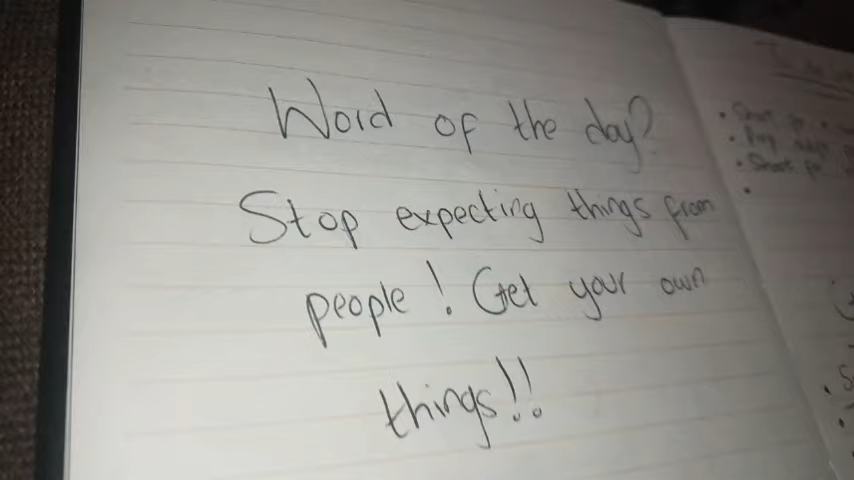 Word of the day?
Stop expecting things from
people! Get your own
things!!